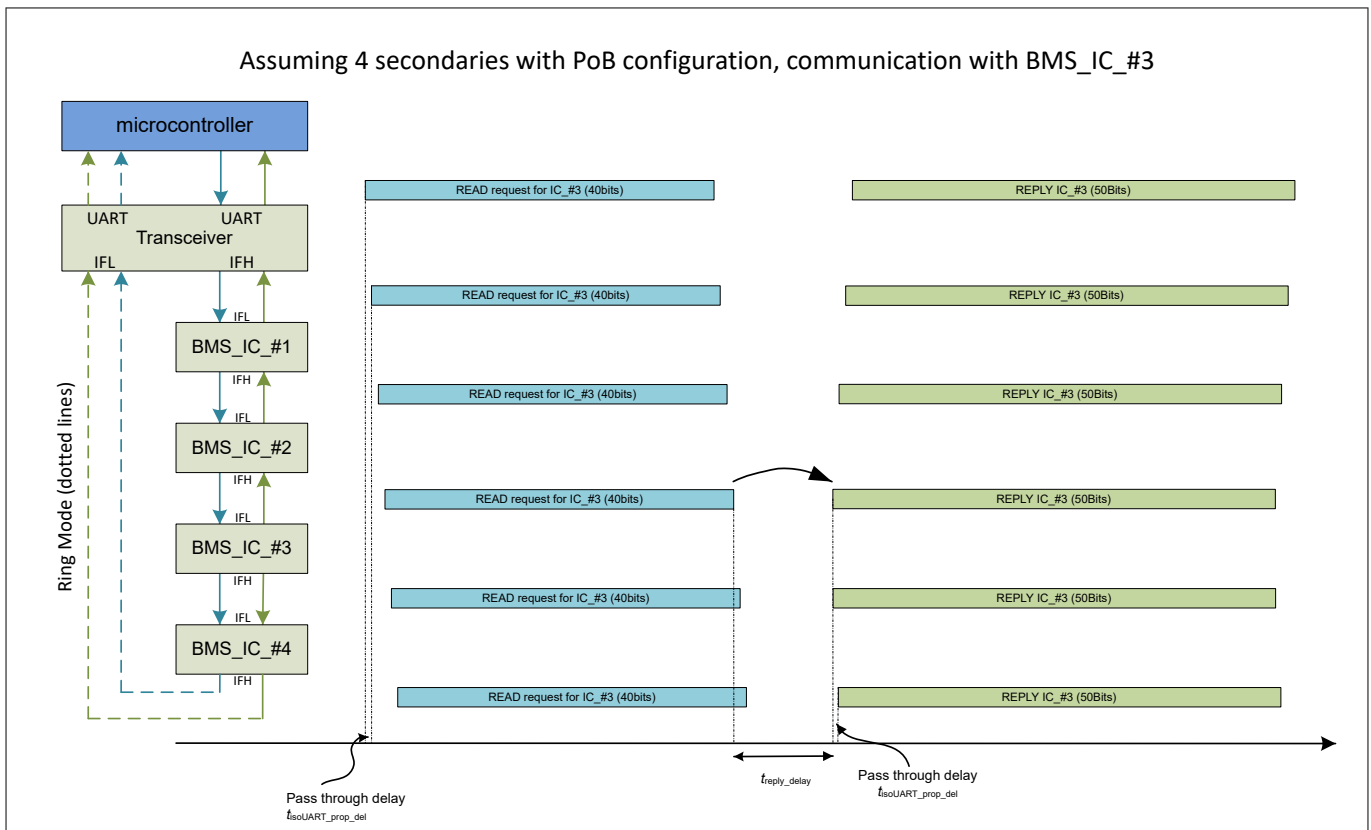 Assuming 4 secondaries with PoB configuration, communication with BMS_IC_#3
microcontroller
READ request for IC_#3 (40bits)
REPLY IC_#3 (50Bits)
UART
UART
Transceiver
IFL
IFH
READ request for IC_#3 (40bits)
REPLY IC_#3 (50Bits)
IFL
BMS_IC_#1
IFH
READ request for IC_#3 (40bits)
REPLY IC_#3 (50Bits)
IFL
BMS_IC_#2
IFH
READ request for IC_#3 (40bits)
REPLY IC_#3 (50Bits)
IFL
BMS_IC_#3
IFH
READ request for IC_#3 (40bits)
REPLY IC_#3 (50Bits)
IFL
BMS_IC_#4
IFH
READ request for IC_#3 (40bits)
REPLY IC_#3 (50Bits)
Ring Mode (dotted lines)
Pass through delay
tisoUART_prop_del
treply_delay
Pass through delay
tisoUART_prop_del